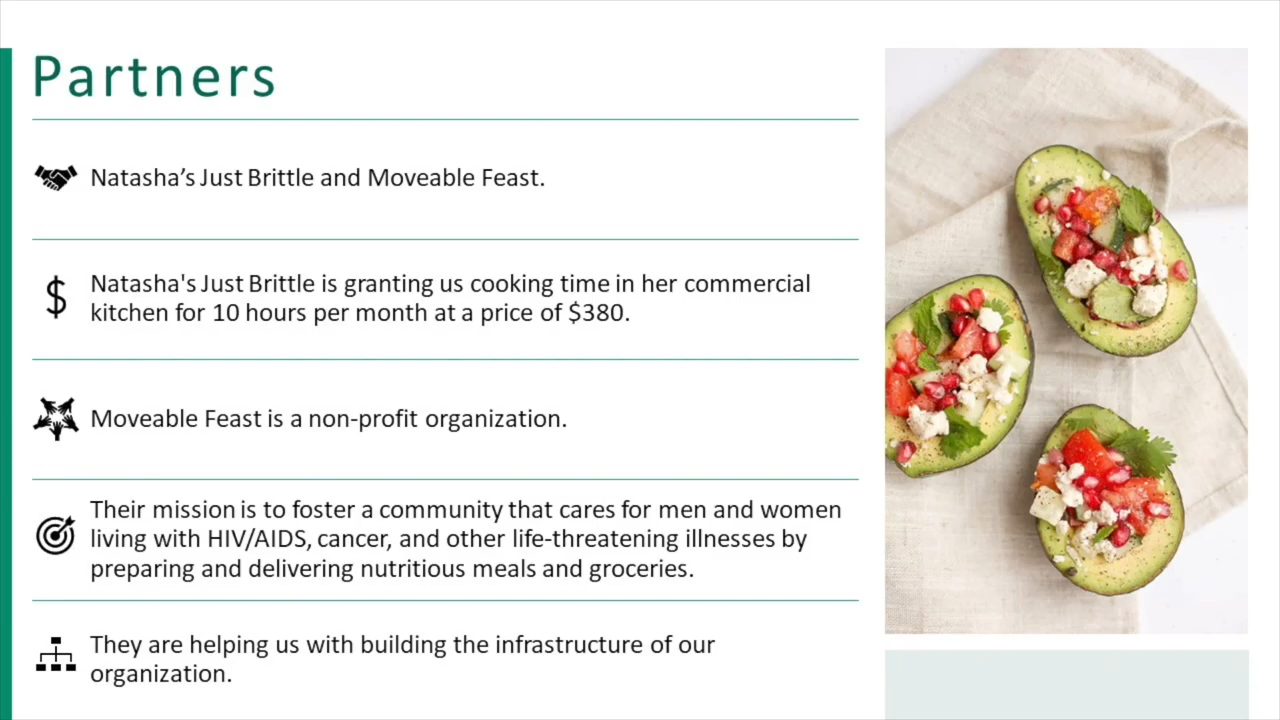 Partners
Natasha’s Just Brittle and Moveable Feast.
Natasha's Just Brittle is granting us cooking time in her commercial
kitchen for 10 hours per month at a price of $380.
Moveable Feast is a non-profit organization.
Their mission is to foster a community that cares for men and women
living with HIV/AIDS, cancer, and other life-threatening illnesses by
preparing and delivering nutritious meals and groceries.
They are helping us with building the infrastructure of our
organization.